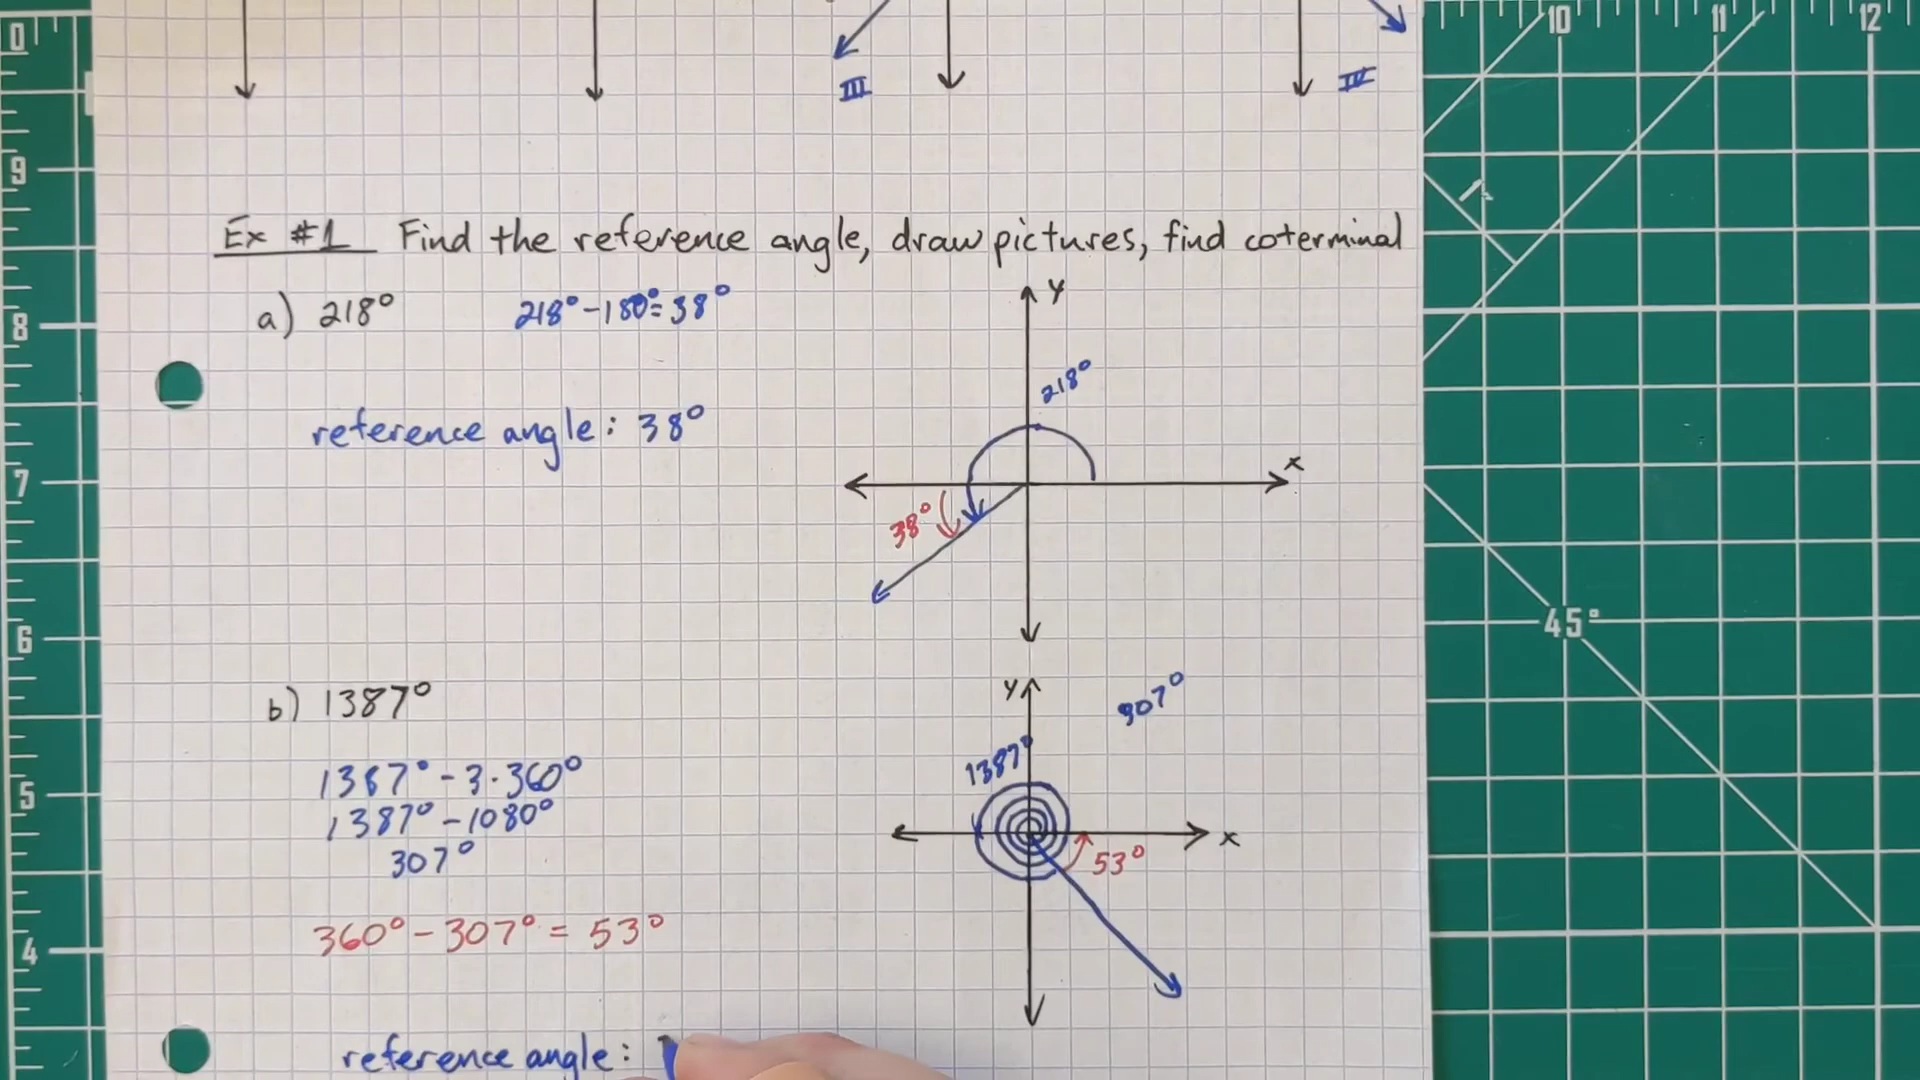 0
10
11
12
III
IV
9
Ex #1 Find the reference angle, draw pictures, find coterminal
a) 218° 218° - 180° = 38°
y
8
218°
reference angle: 38°
x
7
38°
45°
6
b) 1387°
y
907°
1387° - 3·360°
1387°
5
1387° - 1080°
x
307°
53°
360° - 307° = 53°
4
reference angle: